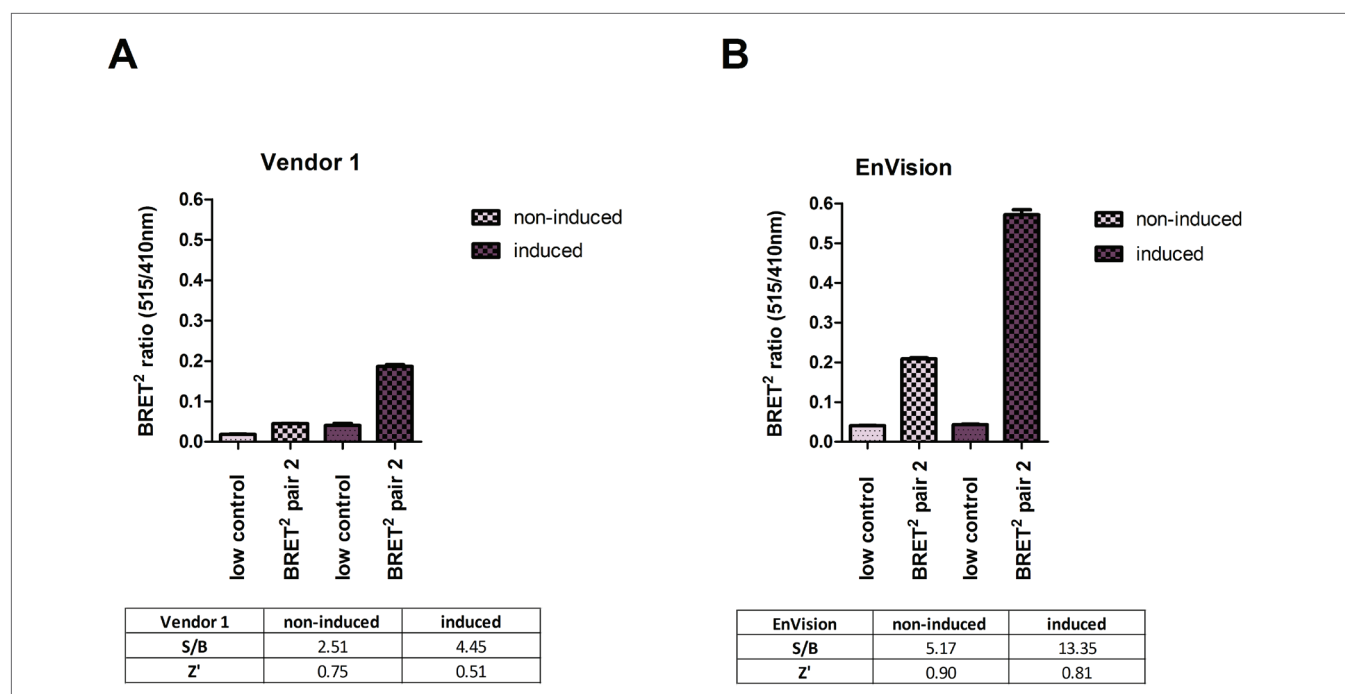 A
Vendor 1
BRET² ratio (515/410nm)
0.6
0.5
0.4
0.3
0.2
0.1
0.0
low control
BRET² pair 2
low control
BRET² pair 2
non-induced
induced
Vendor 1 non-induced induced
S/B 2.51 4.45
Z' 0.75 0.51
B
EnVision
BRET² ratio (515/410nm)
0.6
0.5
0.4
0.3
0.2
0.1
0.0
low control
BRET² pair 2
low control
BRET² pair 2
non-induced
induced
EnVision non-induced induced
S/B 5.17 13.35
Z' 0.90 0.81